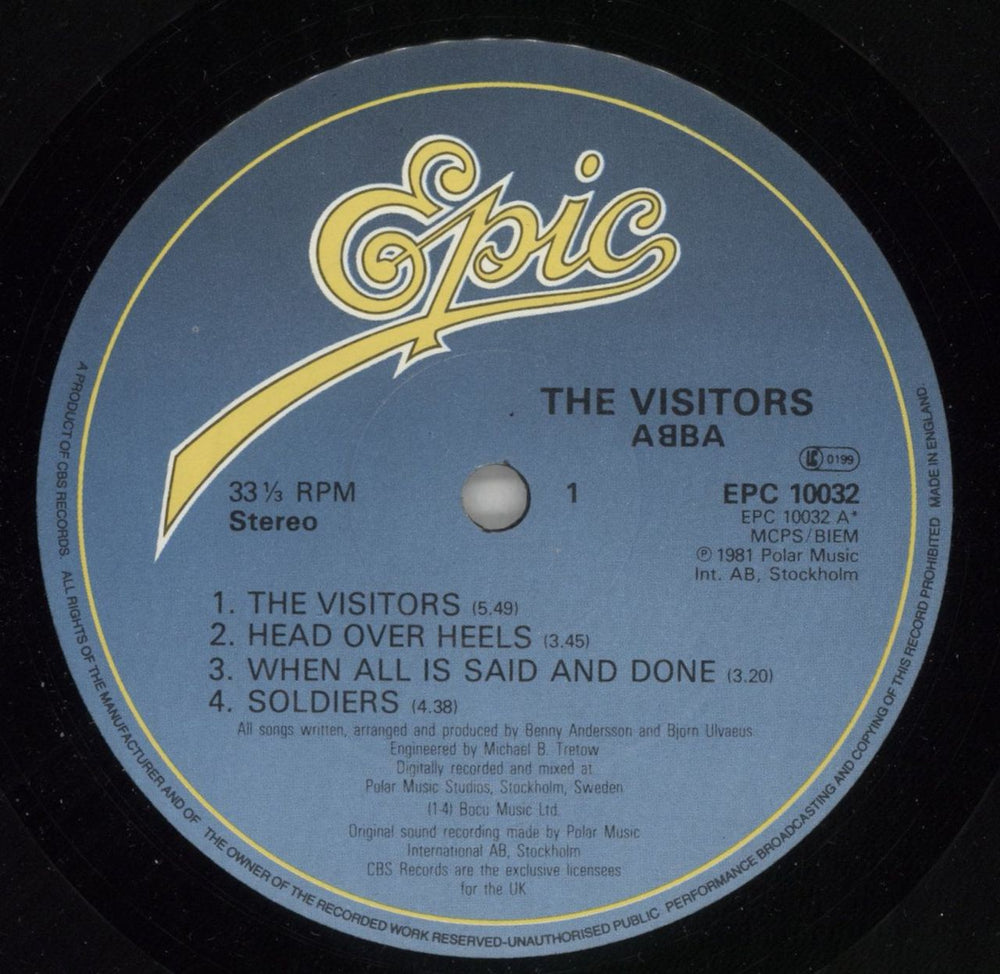 Epic
THE VISITORS
ABBA
LC 0199
33⅓ RPM
Stereo
1
EPC 10032
EPC 10032 A*
MCPS/BIEM
℗ 1981 Polar Music
Int. AB, Stockholm
1. THE VISITORS (5.49)
2. HEAD OVER HEELS (3.45)
3. WHEN ALL IS SAID AND DONE (3.20)
4. SOLDIERS (4.38)
All songs written, arranged and produced by Benny Andersson and Björn Ulvaeus
Engineered by Michael B. Tretow
Digitally recorded and mixed at
Polar Music Studios, Stockholm, Sweden
(1-4) Bocu Music Ltd.
Original sound recording made by Polar Music
International AB, Stockholm
CBS Records are the exclusive licensees
for the UK
A PRODUCT OF CBS RECORDS. ALL RIGHTS OF THE MANUFACTURER AND OF THE OWNER OF THE RECORDED WORK RESERVED-UNAUTHORISED PUBLIC PERFORMANCE BROADCASTING AND COPYING OF THIS RECORD PROHIBITED MADE IN ENGLAND.